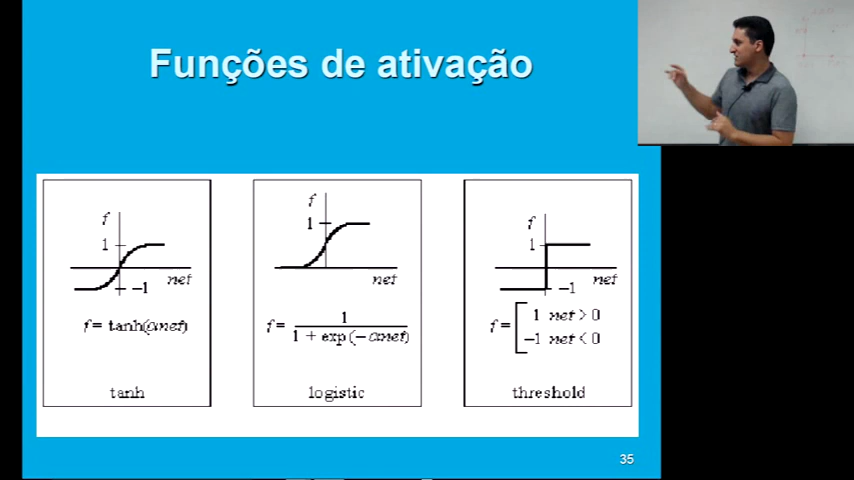 Funções de ativação
f
1
-1
net
f = tanh(αnet)
tanh
f
1
net
f = 1 / 1 + exp(-αnet)
logistic
f
1
-1
net
f = [ 1 net > 0
-1 net < 0
threshold
35